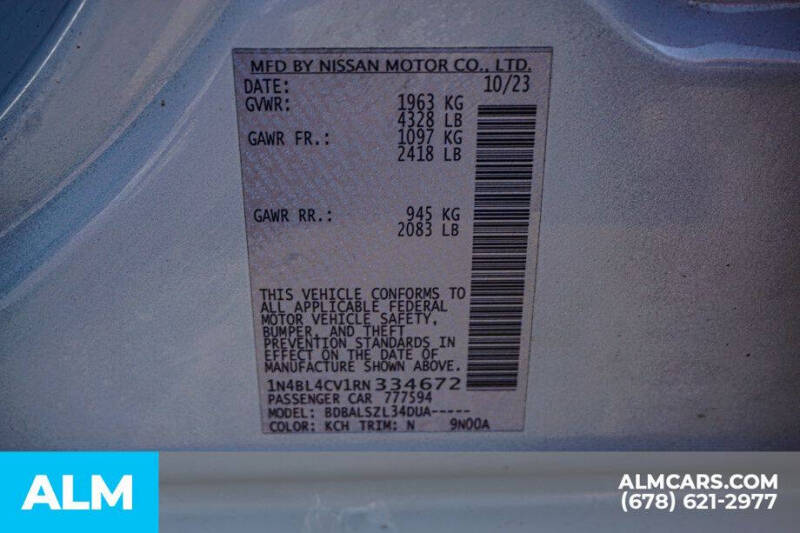 MFD BY NISSAN MOTOR CO., LTD.
DATE: 10/23
GVWR: 1963 KG
4328 LB
GAWR FR.: 1097 KG
2418 LB
GAWR RR.: 945 KG
2083 LB
THIS VEHICLE CONFORMS TO
ALL APPLICABLE FEDERAL
MOTOR VEHICLE SAFETY,
BUMPER, AND THEFT
PREVENTION STANDARDS IN
EFFECT ON THE DATE OF
MANUFACTURE SHOWN ABOVE.
1N4BL4CV1RN334672
PASSENGER CAR 777594
MODEL: BDBALSZL34DUA-----
COLOR: KCH TRIM: N 9N00A
ALM
ALMCARS.COM
(678) 621-2977